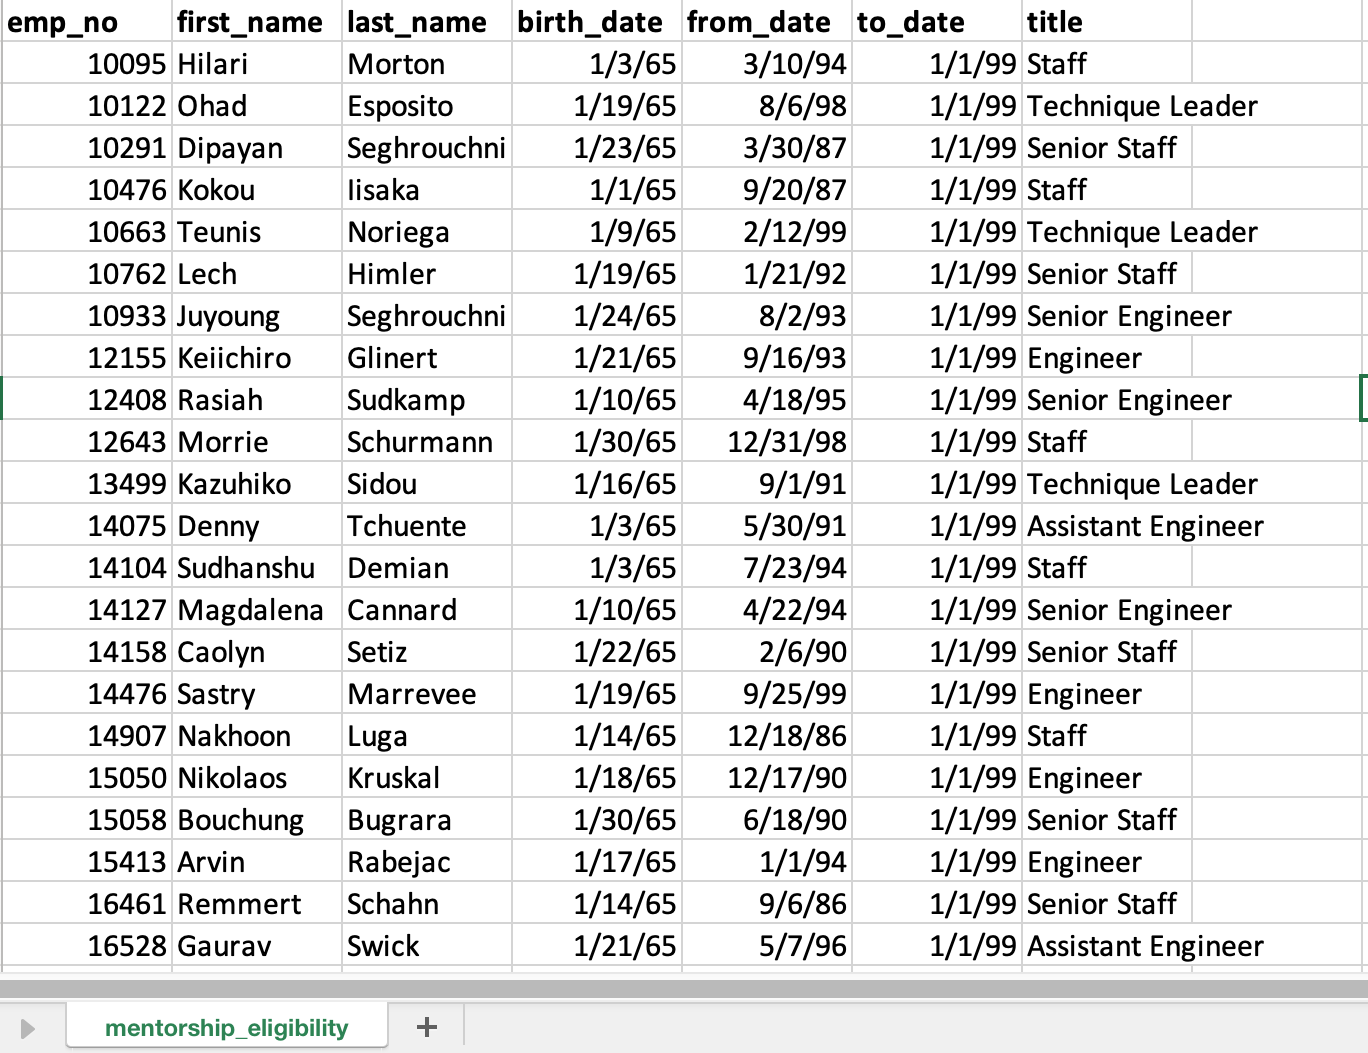 emp_no first_name last_name birth_date from_date to_date title
10095 Hilari Morton 1/3/65 3/10/94 1/1/99 Staff
10122 Ohad Esposito 1/19/65 8/6/98 1/1/99 Technique Leader
10291 Dipayan Seghrouchni 1/23/65 3/30/87 1/1/99 Senior Staff
10476 Kokou Iisaka 1/1/65 9/20/87 1/1/99 Staff
10663 Teunis Noriega 1/9/65 2/12/99 1/1/99 Technique Leader
10762 Lech Himler 1/19/65 1/21/92 1/1/99 Senior Staff
10933 Juyoung Seghrouchni 1/24/65 8/2/93 1/1/99 Senior Engineer
12155 Keiichiro Glinert 1/21/65 9/16/93 1/1/99 Engineer
12408 Rasiah Sudkamp 1/10/65 4/18/95 1/1/99 Senior Engineer
12643 Morrie Schurmann 1/30/65 12/31/98 1/1/99 Staff
13499 Kazuhiko Sidou 1/16/65 9/1/91 1/1/99 Technique Leader
14075 Denny Tchuente 1/3/65 5/30/91 1/1/99 Assistant Engineer
14104 Sudhanshu Demian 1/3/65 7/23/94 1/1/99 Staff
14127 Magdalena Cannard 1/10/65 4/22/94 1/1/99 Senior Engineer
14158 Caolyn Setiz 1/22/65 2/6/90 1/1/99 Senior Staff
14476 Sastry Marrevee 1/19/65 9/25/99 1/1/99 Engineer
14907 Nakhoon Luga 1/14/65 12/18/86 1/1/99 Staff
15050 Nikolaos Kruskal 1/18/65 12/17/90 1/1/99 Engineer
15058 Bouchung Bugrara 1/30/65 6/18/90 1/1/99 Senior Staff
15413 Arvin Rabejac 1/17/65 1/1/94 1/1/99 Engineer
16461 Remmert Schahn 1/14/65 9/6/86 1/1/99 Senior Staff
16528 Gaurav Swick 1/21/65 5/7/96 1/1/99 Assistant Engineer
mentorship_eligibility +